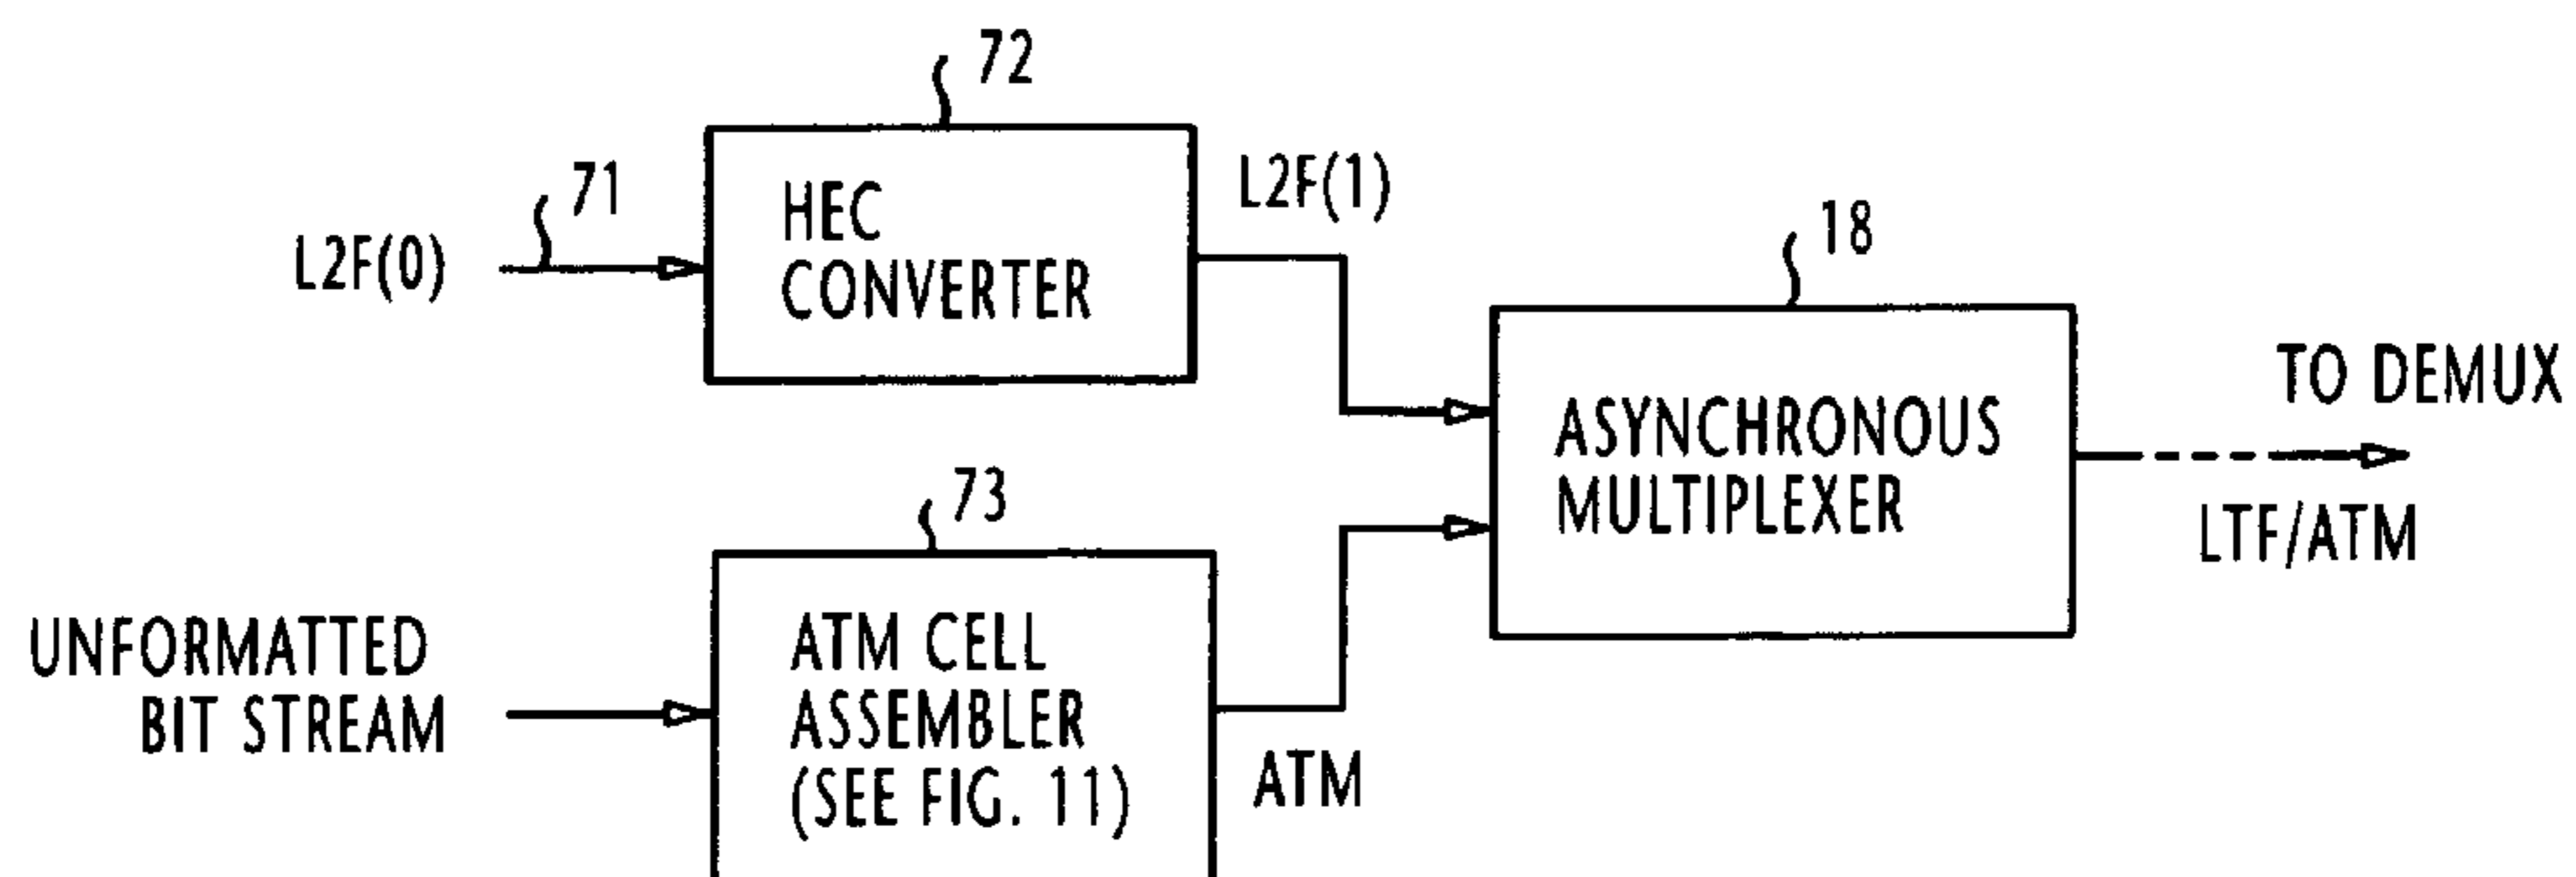 72
71
L2F(0)
HEC
CONVERTER
L2F(1)
18
ASYNCHRONOUS
MULTIPLEXER
TO DEMUX
LTF/ATM
73
UNFORMATTED
BIT STREAM
ATM CELL
ASSEMBLER
(SEE FIG. 11)
ATM